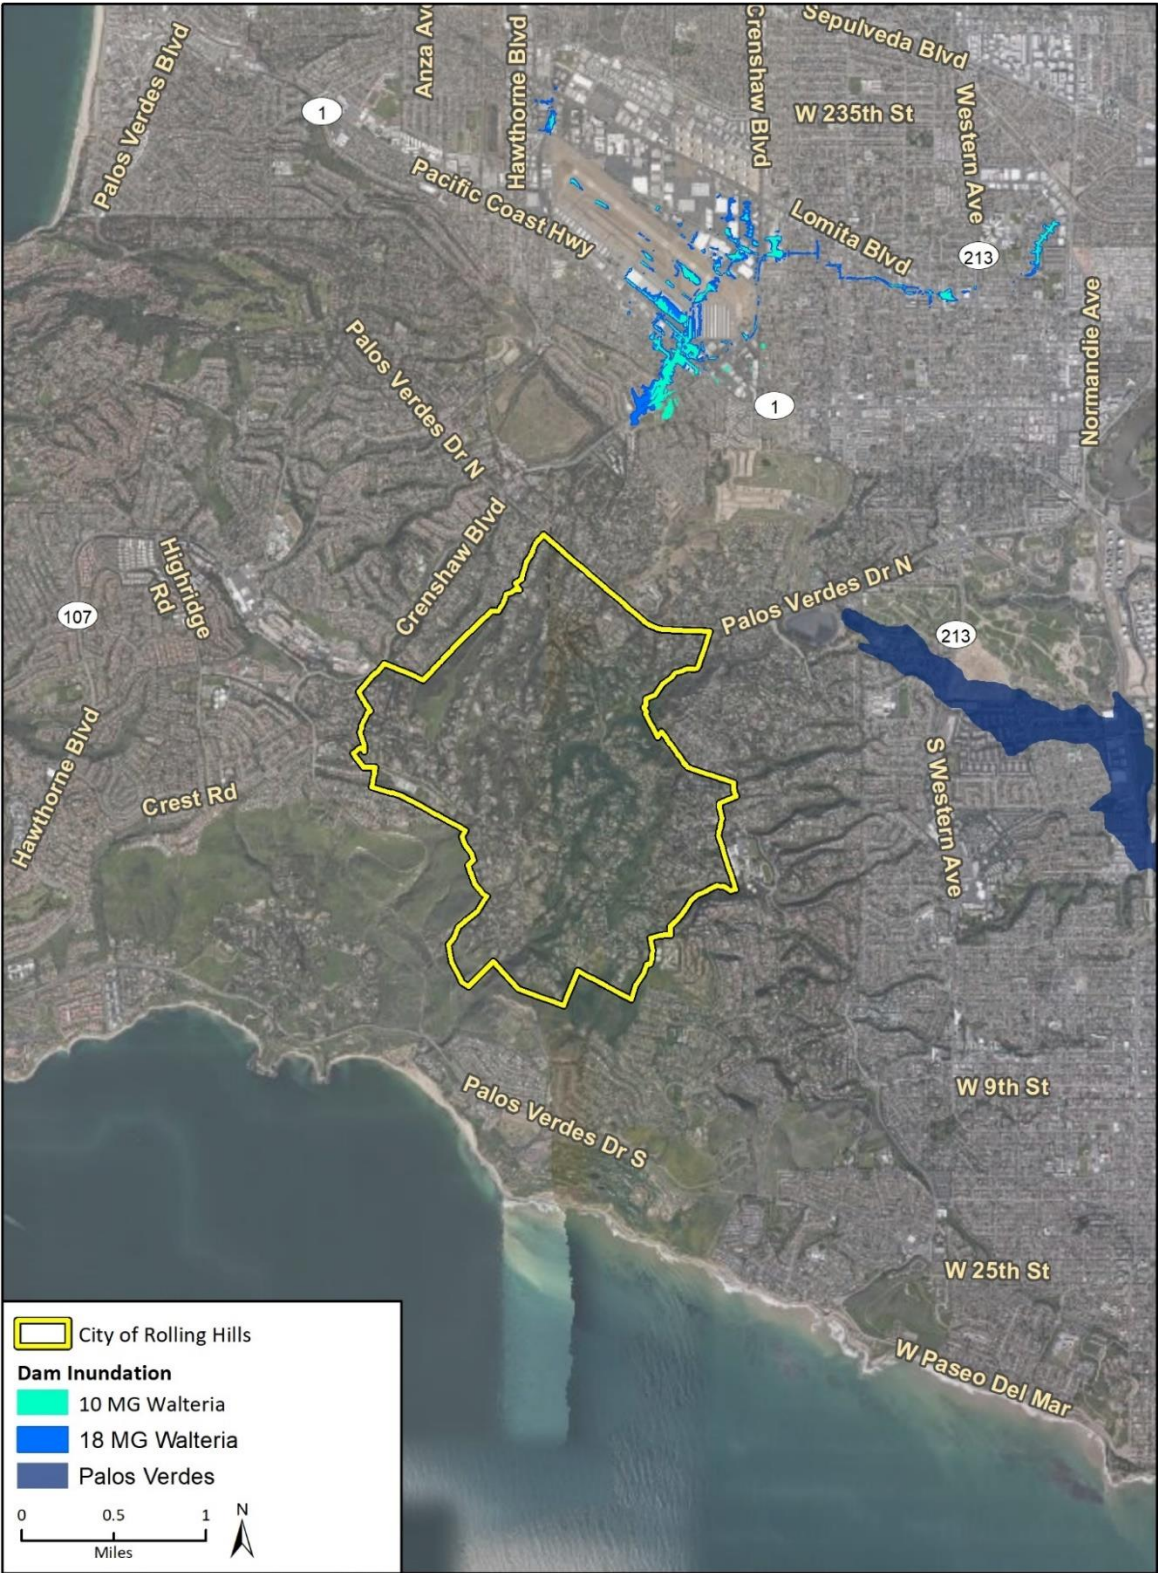 Sepulveda Blvd
Palos Verdes Blvd
Anza Av
Hawthorne Blvd
Crenshaw Blvd
1
W 235th St
Western Ave
Pacific Coast Hwy
Lomita Blvd
213
Normandie Ave
Palos Verdes Dr N
1
Crenshaw Blvd
Highridge
Rd
107
Palos Verdes Dr N
213
Hawthorne Blvd
Crest Rd
S Western Ave
W 9th St
Palos Verdes Dr S
W 25th St
W Paseo Del Mar
City of Rolling Hills
Dam Inundation
10 MG Walteria
18 MG Walteria
Palos Verdes
0 0.5 1
Miles
N